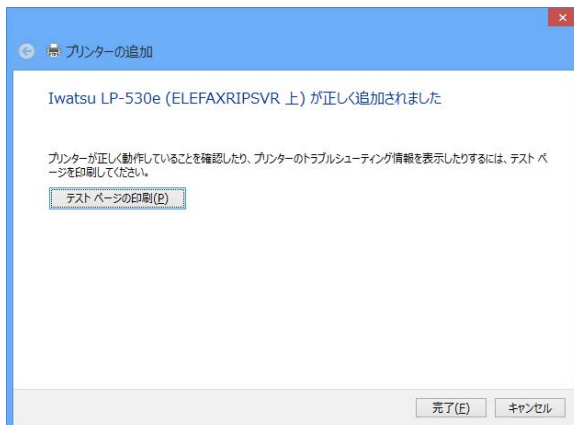 プリンターの追加
Iwatsu LP-530e (ELEFAXRIPSVR 上) が正しく追加されました
プリンターが正しく動作していることを確認したり、プリンターのトラブルシューティング情報を表示したりするには、テスト ペ
ージを印刷してください。
テスト ページの印刷(P)
完了(F)
キャンセル